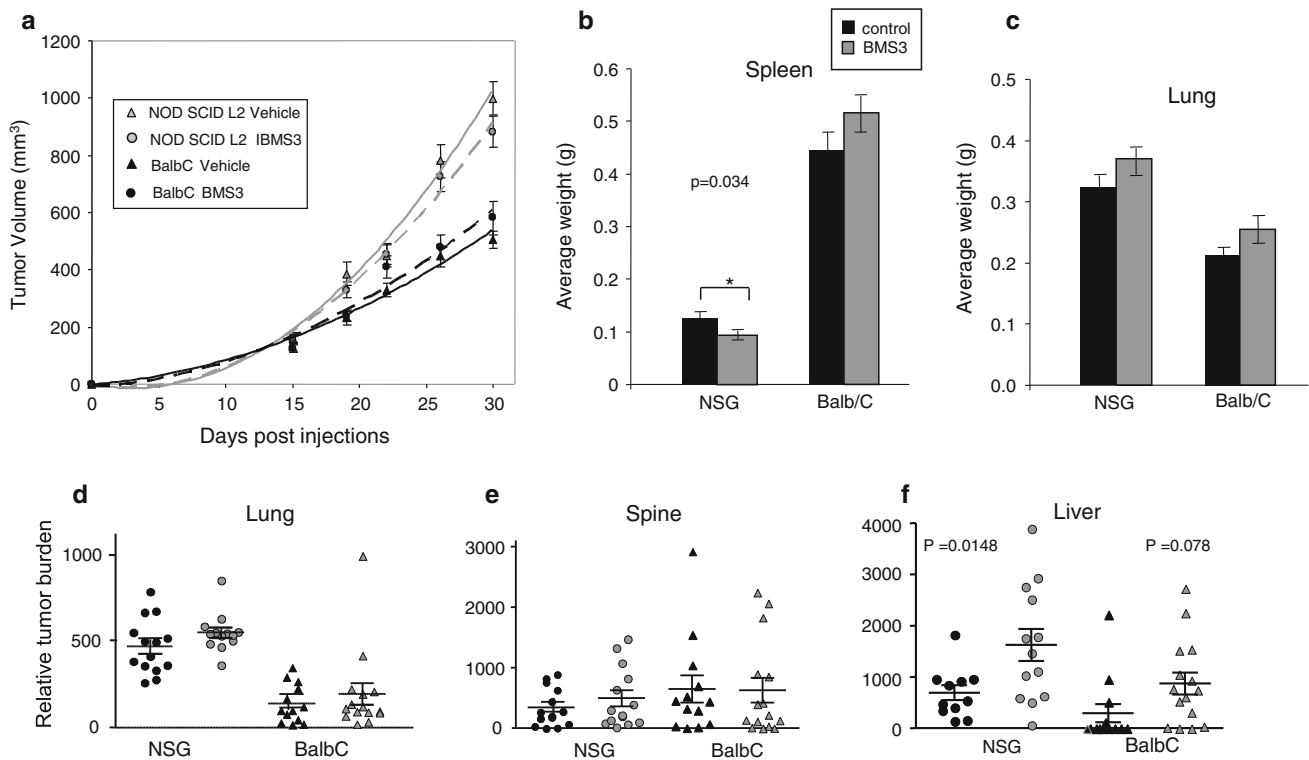 a
Tumor Volume (mm³)
1200
1000
800
600
400
200
0
NOD SCID L2 Vehicle
NOD SCID L2 IBMS3
BalbC Vehicle
BalbC BMS3
0 5 10 15 20 25 30
Days post injections
b
control
BMS3
Spleen
Average weight (g)
0.6
0.5
0.4
0.3
0.2
0.1
0
p=0.034
*
NSG Balb/C
c
Lung
Average weight (g)
0.5
0.4
0.3
0.2
0.1
0.0
NSG Balb/C
d
Lung
Relative tumor burden
1000
500
0
NSG BalbC
e
Spine
3000
2000
1000
0
NSG BalbC
f
Liver
4000
3000
2000
1000
0
P =0.0148
P =0.078
NSG BalbC